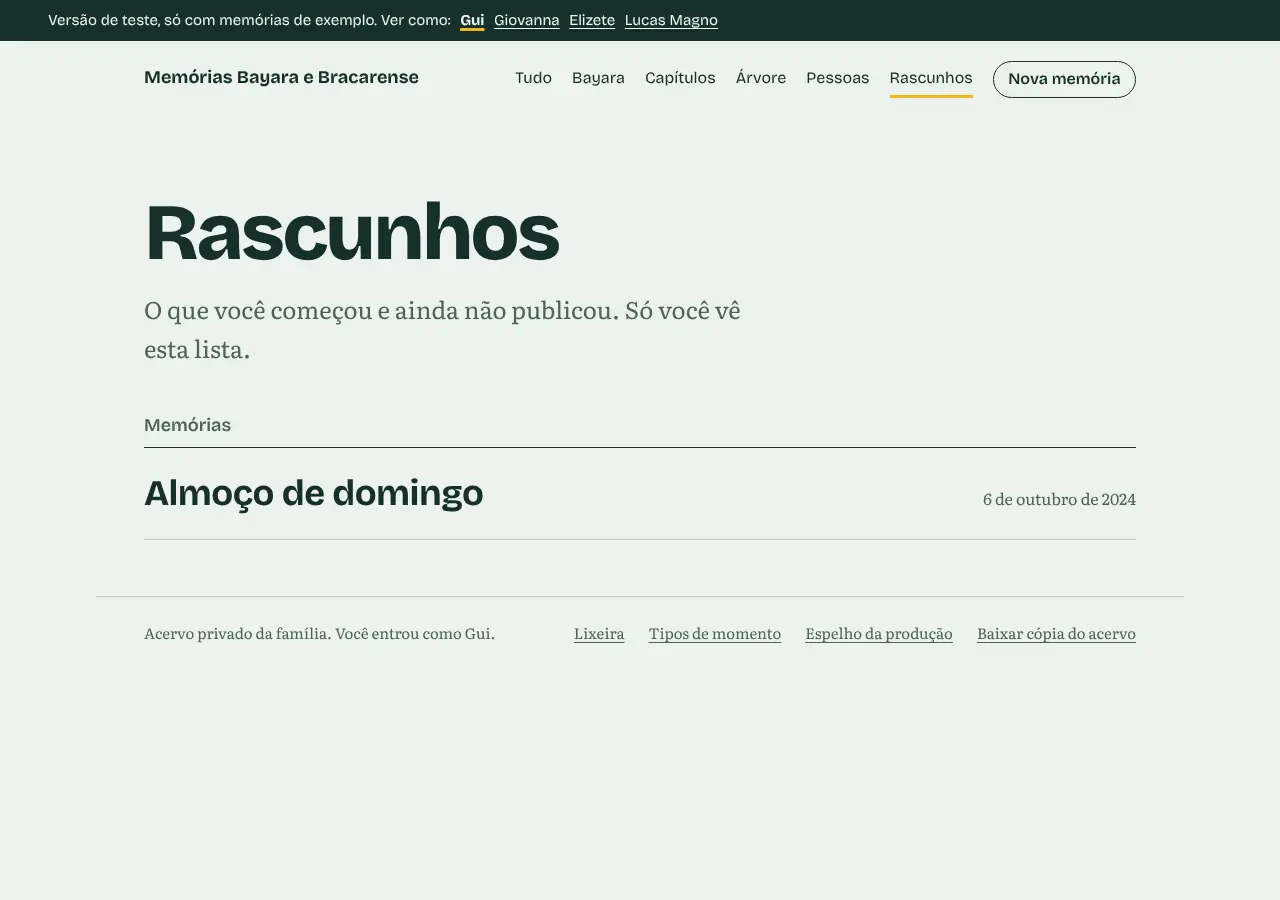 Versão de teste, só com memórias de exemplo. Ver como: Gui Giovanna Elizete Lucas Magno
Memórias Bayara e Bracarense
Tudo Bayara Capítulos Árvore Pessoas Rascunhos Nova memória
Rascunhos
O que você começou e ainda não publicou. Só você vê
esta lista.
Memórias
Almoço de domingo
6 de outubro de 2024
Acervo privado da família. Você entrou como Gui.
Lixeira Tipos de momento Espelho da produção Baixar cópia do acervo